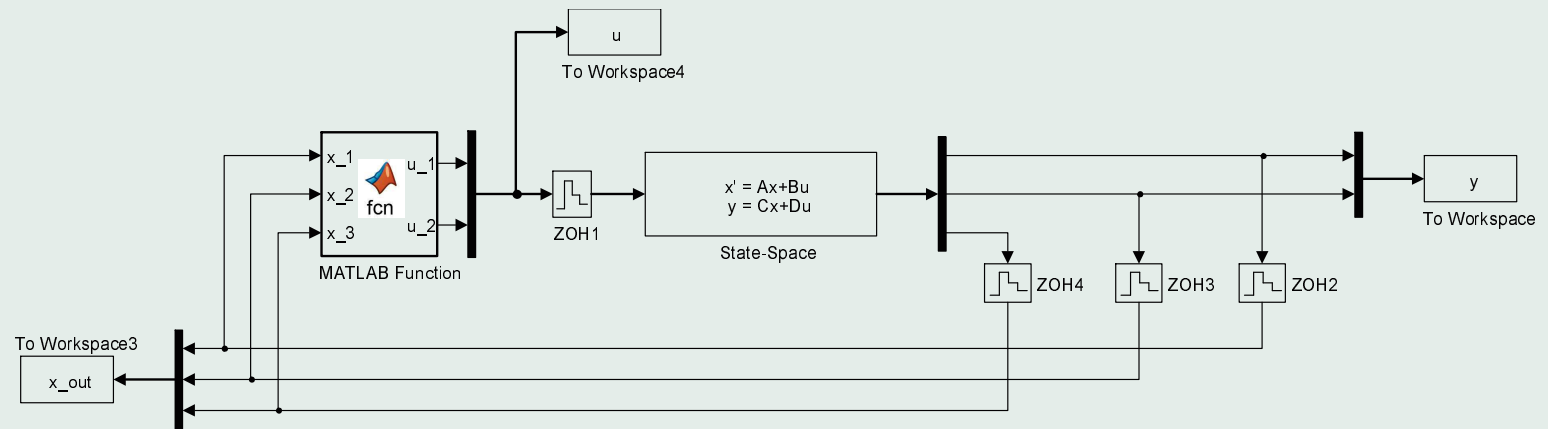 u
To Workspace4
x_1
x_2
x_3
fcn
u_1
u_2
MATLAB Function
ZOH1
x' = Ax+Bu
y = Cx+Du
State-Space
y
To Workspace
ZOH4
ZOH3
ZOH2
To Workspace3
x_out